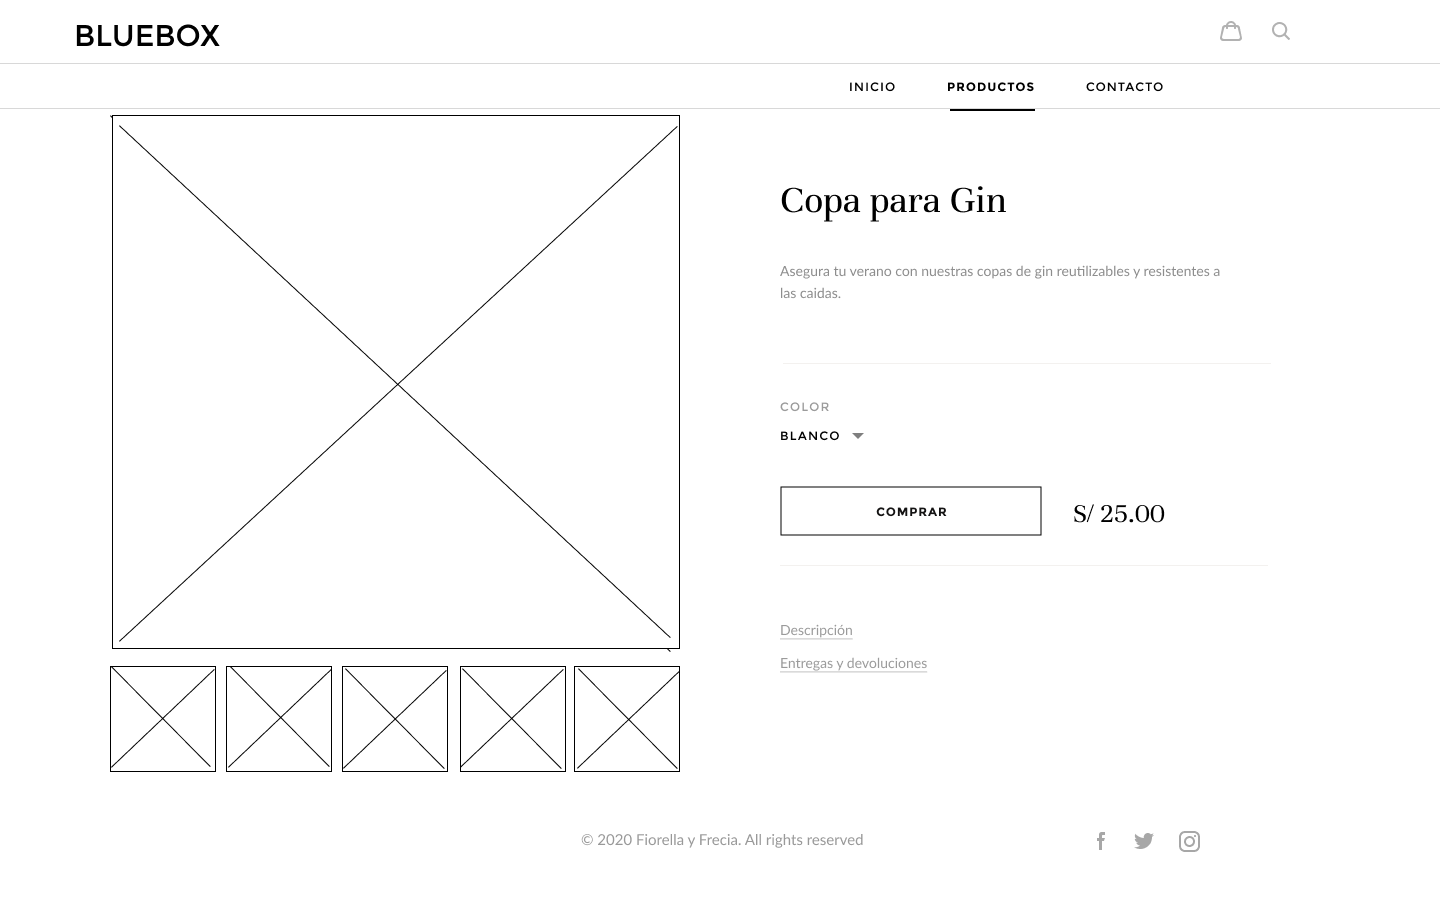 BLUEBOX
INICIO PRODUCTOS CONTACTO
Copa para Gin
Asegura tu verano con nuestras copas de gin reutilizables y resistentes a
las caidas.
COLOR
BLANCO
COMPRAR S/ 25.00
Descripción
Entregas y devoluciones
© 2020 Fiorella y Frecia. All rights reserved